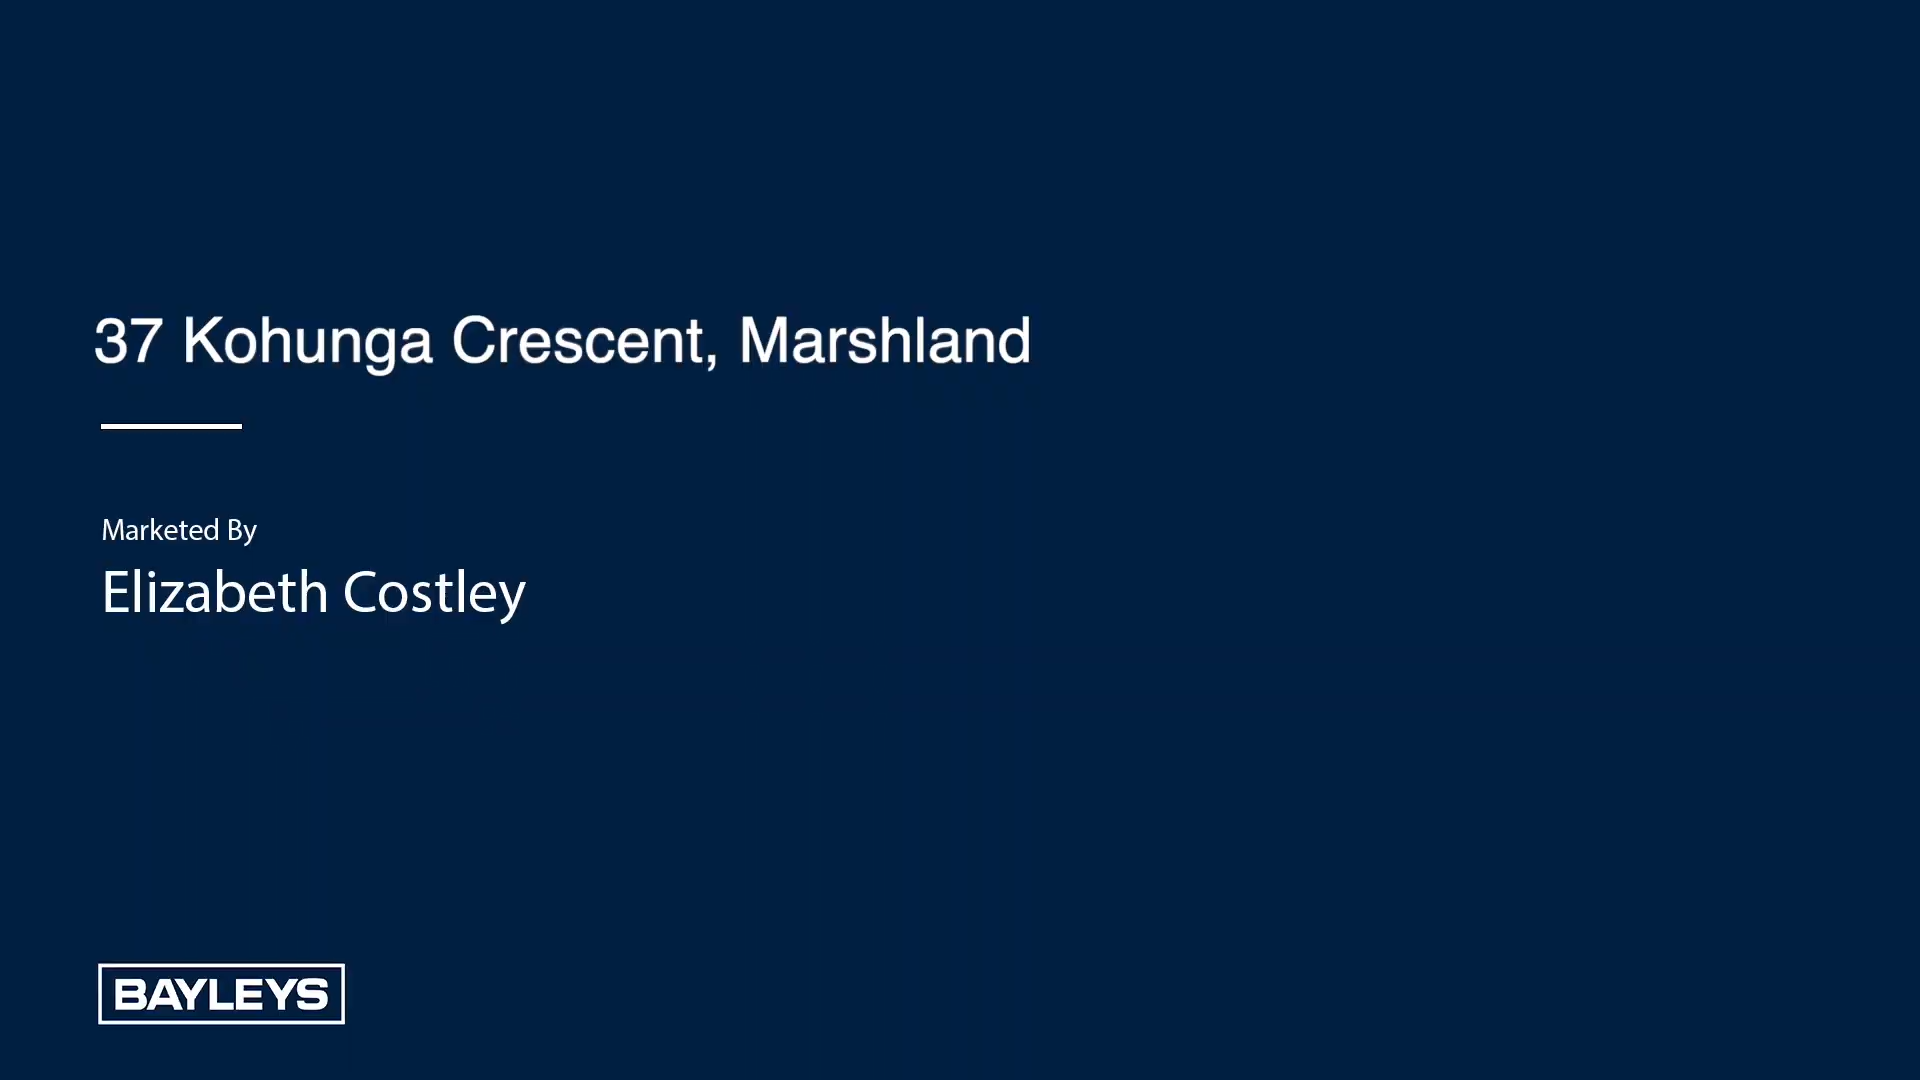 37 Kohunga Crescent, Marshland
Marketed By
Elizabeth Costley
BAYLEYS